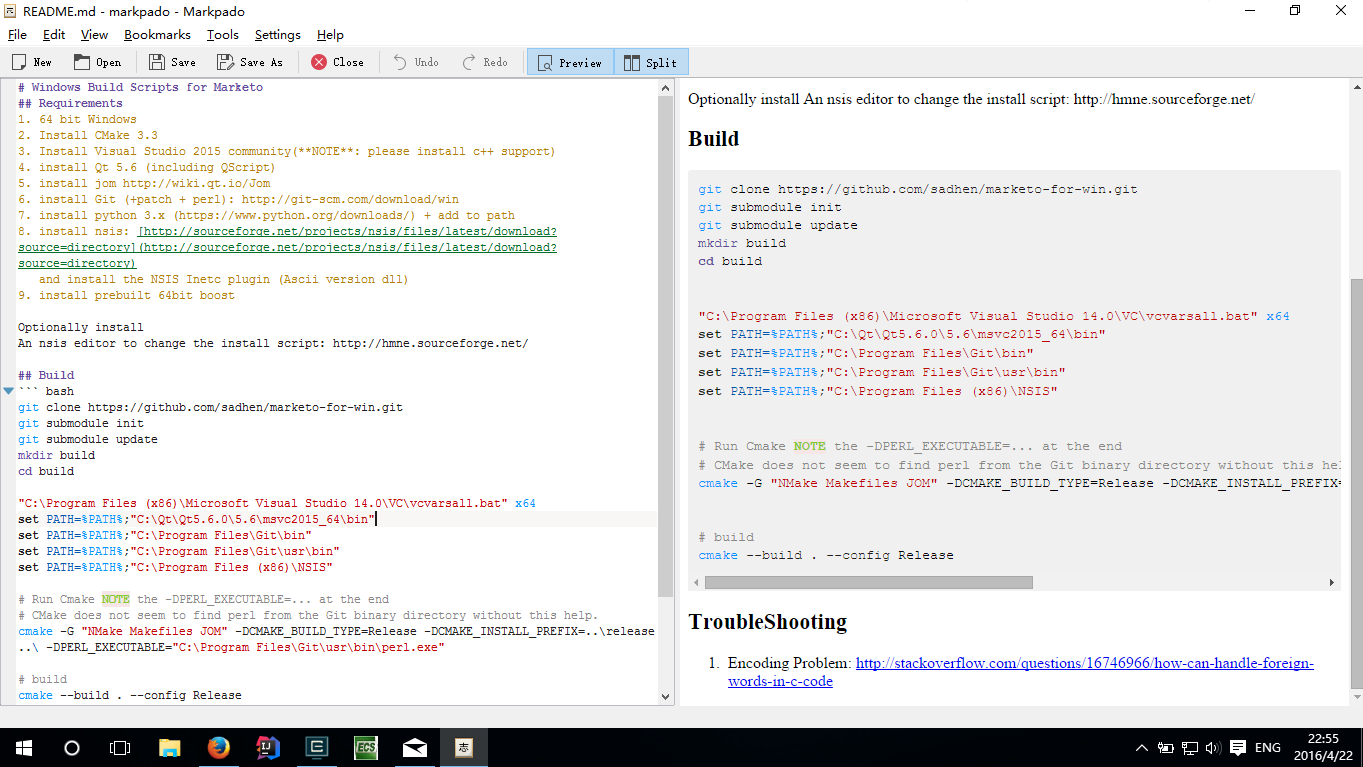 README.md - markpado - Markpado
File Edit View Bookmarks Tools Settings Help
New Open Save Save As Close Undo Redo Preview Split
# Windows Build Scripts for Marketo
## Requirements
1. 64 bit Windows
2. Install CMake 3.3
3. Install Visual Studio 2015 community(**NOTE**: please install c++ support)
4. install Qt 5.6 (including QScript)
5. install jom http://wiki.qt.io/Jom
6. install Git (+patch + perl): http://git-scm.com/download/win
7. install python 3.x (https://www.python.org/downloads/) + add to path
8. install nsis: [http://sourceforge.net/projects/nsis/files/latest/download?
source=directory](http://sourceforge.net/projects/nsis/files/latest/download?
source=directory)
and install the NSIS Inetc plugin (Ascii version dll)
9. install prebuilt 64bit boost
Optionally install
An nsis editor to change the install script: http://hmne.sourceforge.net/
## Build
``` bash
git clone https://github.com/sadhen/marketo-for-win.git
git submodule init
git submodule update
mkdir build
cd build
"C:\Program Files (x86)\Microsoft Visual Studio 14.0\VC\vcvarsall.bat" x64
set PATH=%PATH%;"C:\Qt\Qt5.6.0\5.6\msvc2015_64\bin"
set PATH=%PATH%;"C:\Program Files\Git\bin"
set PATH=%PATH%;"C:\Program Files\Git\usr\bin"
set PATH=%PATH%;"C:\Program Files (x86)\NSIS"
# Run Cmake NOTE the -DPERL_EXECUTABLE=... at the end
# CMake does not seem to find perl from the Git binary directory without this help.
cmake -G "NMake Makefiles JOM" -DCMAKE_BUILD_TYPE=Release -DCMAKE_INSTALL_PREFIX=..\release
..\ -DPERL_EXECUTABLE="C:\Program Files\Git\usr\bin\perl.exe"
# build
cmake --build . --config Release
Optionally install An nsis editor to change the install script: http://hmne.sourceforge.net/
Build
git clone https://github.com/sadhen/marketo-for-win.git
git submodule init
git submodule update
mkdir build
cd build
"C:\Program Files (x86)\Microsoft Visual Studio 14.0\VC\vcvarsall.bat" x64
set PATH=%PATH%;"C:\Qt\Qt5.6.0\5.6\msvc2015_64\bin"
set PATH=%PATH%;"C:\Program Files\Git\bin"
set PATH=%PATH%;"C:\Program Files\Git\usr\bin"
set PATH=%PATH%;"C:\Program Files (x86)\NSIS"
# Run Cmake NOTE the -DPERL_EXECUTABLE=... at the end
# CMake does not seem to find perl from the Git binary directory without this hel
cmake -G "NMake Makefiles JOM" -DCMAKE_BUILD_TYPE=Release -DCMAKE_INSTALL_PREFIX=
# build
cmake --build . --config Release
TroubleShooting
1. Encoding Problem: http://stackoverflow.com/questions/16746966/how-can-handle-foreign-
words-in-c-code
IJ ECS 志 ENG 22:55
2016/4/22